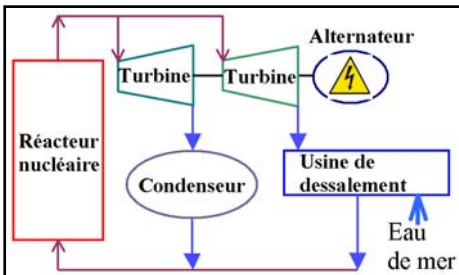 Alternateur
Turbine
Turbine
Réacteur
nucléaire
Condenseur
Usine de
dessalement
Eau
de mer